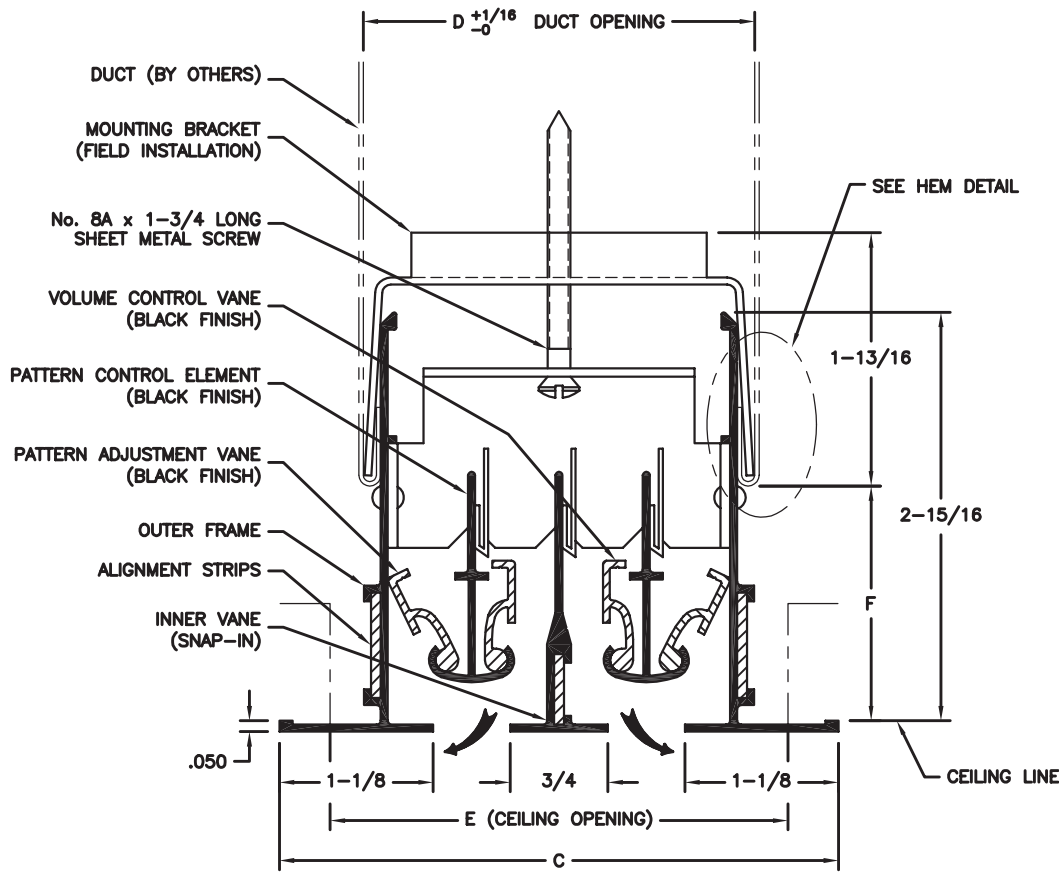 D +1/16 -0 DUCT OPENING
DUCT (BY OTHERS)
MOUNTING BRACKET
(FIELD INSTALLATION)
SEE HEM DETAIL
No. 8A x 1-3/4 LONG
SHEET METAL SCREW
VOLUME CONTROL VANE
(BLACK FINISH)
1-13/16
PATTERN CONTROL ELEMENT
(BLACK FINISH)
PATTERN ADJUSTMENT VANE
(BLACK FINISH)
2-15/16
OUTER FRAME
ALIGNMENT STRIPS
F
INNER VANE
(SNAP-IN)
.050
1-1/8
3/4
1-1/8
CEILING LINE
E (CEILING OPENING)
C